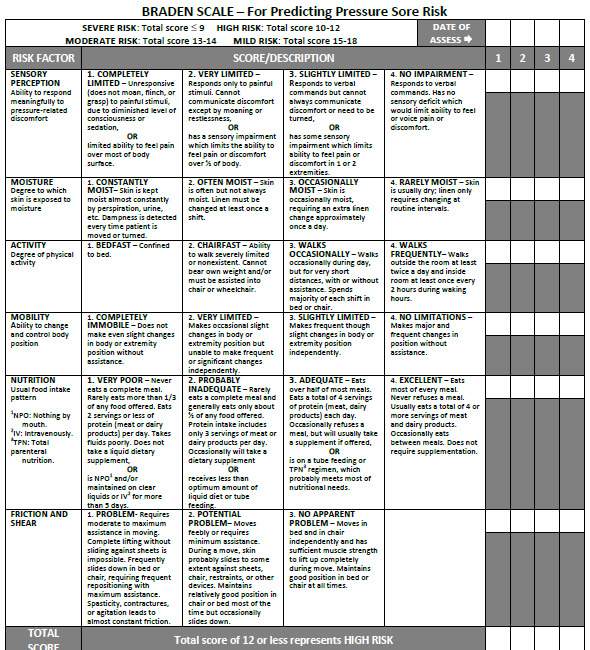 BRADEN SCALE – For Predicting Pressure Sore Risk
SEVERE RISK: Total score ≤ 9 HIGH RISK: Total score 10-12
MODERATE RISK: Total score 13-14 MILD RISK: Total score 15-18
DATE OF
ASSESS ➡
RISK FACTOR
SCORE/DESCRIPTION
1 2 3 4
SENSORY
PERCEPTION
Ability to respond
meaningfully to
pressure-related
discomfort
1. COMPLETELY
LIMITED – Unresponsive
(does not moan, flinch, or
grasp) to painful stimuli,
due to diminished level of
consciousness or
sedation,
OR
limited ability to feel pain
over most of body
surface.
2. VERY LIMITED –
Responds only to painful
stimuli. Cannot
communicate discomfort
except by moaning or
restlessness,
OR
has a sensory impairment
which limits the ability to
feel pain or discomfort
over ½ of body.
3. SLIGHTLY LIMITED –
Responds to verbal
commands but cannot
always communicate
discomfort or need to be
turned,
OR
has some sensory
impairment which limits
ability to feel pain or
discomfort in 1 or 2
extremities.
4. NO IMPAIRMENT –
Responds to verbal
commands. Has no
sensory deficit which
would limit ability to feel
or voice pain or
discomfort.
MOISTURE
Degree to which
skin is exposed to
moisture
1. CONSTANTLY
MOIST– Skin is kept
moist almost constantly
by perspiration, urine,
etc. Dampness is detected
every time patient is
moved or turned.
2. OFTEN MOIST – Skin
is often but not always
moist. Linen must be
changed at least once a
shift.
3. OCCASIONALLY
MOIST – Skin is
occasionally moist,
requiring an extra linen
change approximately
once a day.
4. RARELY MOIST – Skin
is usually dry; linen only
requires changing at
routine intervals.
ACTIVITY
Degree of physical
activity
1. BEDFAST – Confined
to bed.
2. CHAIRFAST – Ability
to walk severely limited
or nonexistent. Cannot
bear own weight and/or
must be assisted into
chair or wheelchair.
3. WALKS
OCCASIONALLY – Walks
occasionally during day,
but for very short
distances, with or without
assistance. Spends
majority of each shift in
bed or chair.
4. WALKS
FREQUENTLY– Walks
outside the room at least
twice a day and inside
room at least once every
2 hours during waking
hours.
MOBILITY
Ability to change
and control body
position
1. COMPLETELY
IMMOBILE – Does not
make even slight changes
in body or extremity
position without
assistance.
2. VERY LIMITED –
Makes occasional slight
changes in body or
extremity position but
unable to make frequent
or significant changes
independently.
3. SLIGHTLY LIMITED –
Makes frequent though
slight changes in body or
extremity position
independently.
4. NO LIMITATIONS –
Makes major and
frequent changes in
position without
assistance.
NUTRITION
Usual food intake
pattern
¹NPO: Nothing by
mouth.
²IV: Intravenously.
³TPN: Total
parenteral
nutrition.
1. VERY POOR – Never
eats a complete meal.
Rarely eats more than 1/3
of any food offered. Eats
2 servings or less of
protein (meat or dairy
products) per day. Takes
fluids poorly. Does not
take a liquid dietary
supplement,
OR
is NPO¹ and/or
maintained on clear
liquids or IV² for more
than 5 days.
2. PROBABLY
INADEQUATE – Rarely
eats a complete meal and
generally eats only about
½ of any food offered.
Protein intake includes
only 3 servings of meat or
dairy products per day.
Occasionally will take a
dietary supplement
OR
receives less than
optimum amount of
liquid diet or tube
feeding.
3. ADEQUATE – Eats
over half of most meals.
Eats a total of 4 servings
of protein (meat, dairy
products) each day.
Occasionally refuses a
meal, but will usually take
a supplement if offered,
OR
is on a tube feeding or
TPN³ regimen, which
probably meets most of
nutritional needs.
4. EXCELLENT – Eats
most of every meal.
Never refuses a meal.
Usually eats a total of 4 or
more servings of meat
and dairy products.
Occasionally eats
between meals. Does not
require supplementation.
FRICTION AND
SHEAR
1. PROBLEM- Requires
moderate to maximum
assistance in moving.
Complete lifting without
sliding against sheets is
impossible. Frequently
slides down in bed or
chair, requiring frequent
repositioning with
maximum assistance.
Spasticity, contractures,
or agitation leads to
almost constant friction.
2. POTENTIAL
PROBLEM– Moves
feebly or requires
minimum assistance.
During a move, skin
probably slides to some
extent against sheets,
chair, restraints, or other
devices. Maintains
relatively good position in
chair or bed most of the
time but occasionally
slides down.
3. NO APPARENT
PROBLEM – Moves in
bed and in chair
independently and has
sufficient muscle strength
to lift up completely
during move. Maintains
good position in bed or
chair at all times.
TOTAL
SCORE
Total score of 12 or less represents HIGH RISK